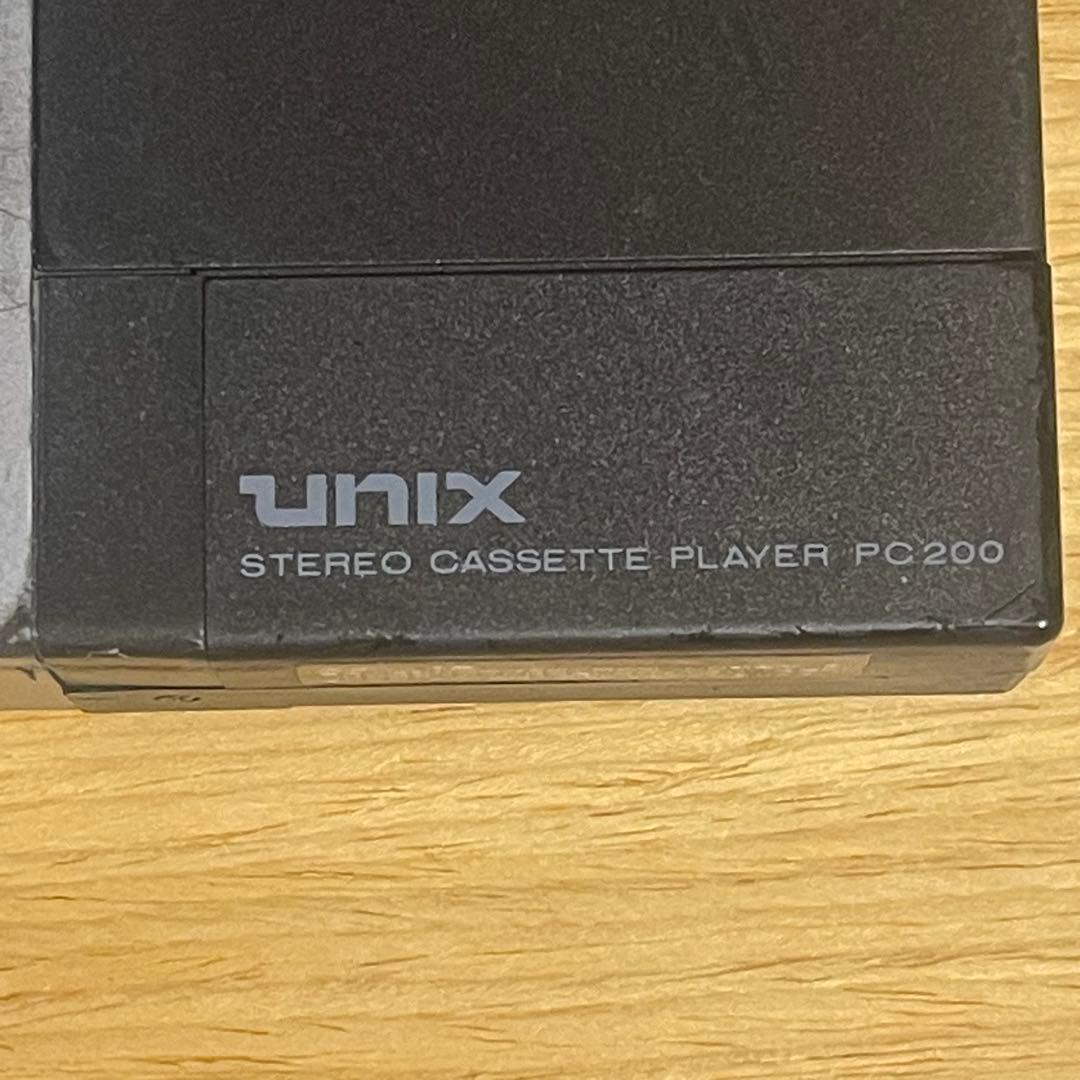 unix
STEREO CASSETTE PLAYER PC200